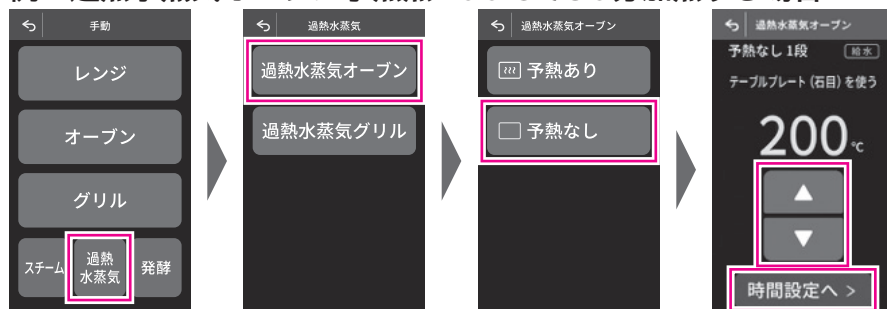 手動
レンジ
オーブン
グリル
スチーム
過熱
水蒸気
発酵
過熱水蒸気
過熱水蒸気オーブン
過熱水蒸気グリル
過熱水蒸気オーブン
予熱あり
予熱なし
過熱水蒸気オーブン
予熱なし 1段 給水
テーブルプレート(石目)を使う
200℃
▲
▼
時間設定へ >